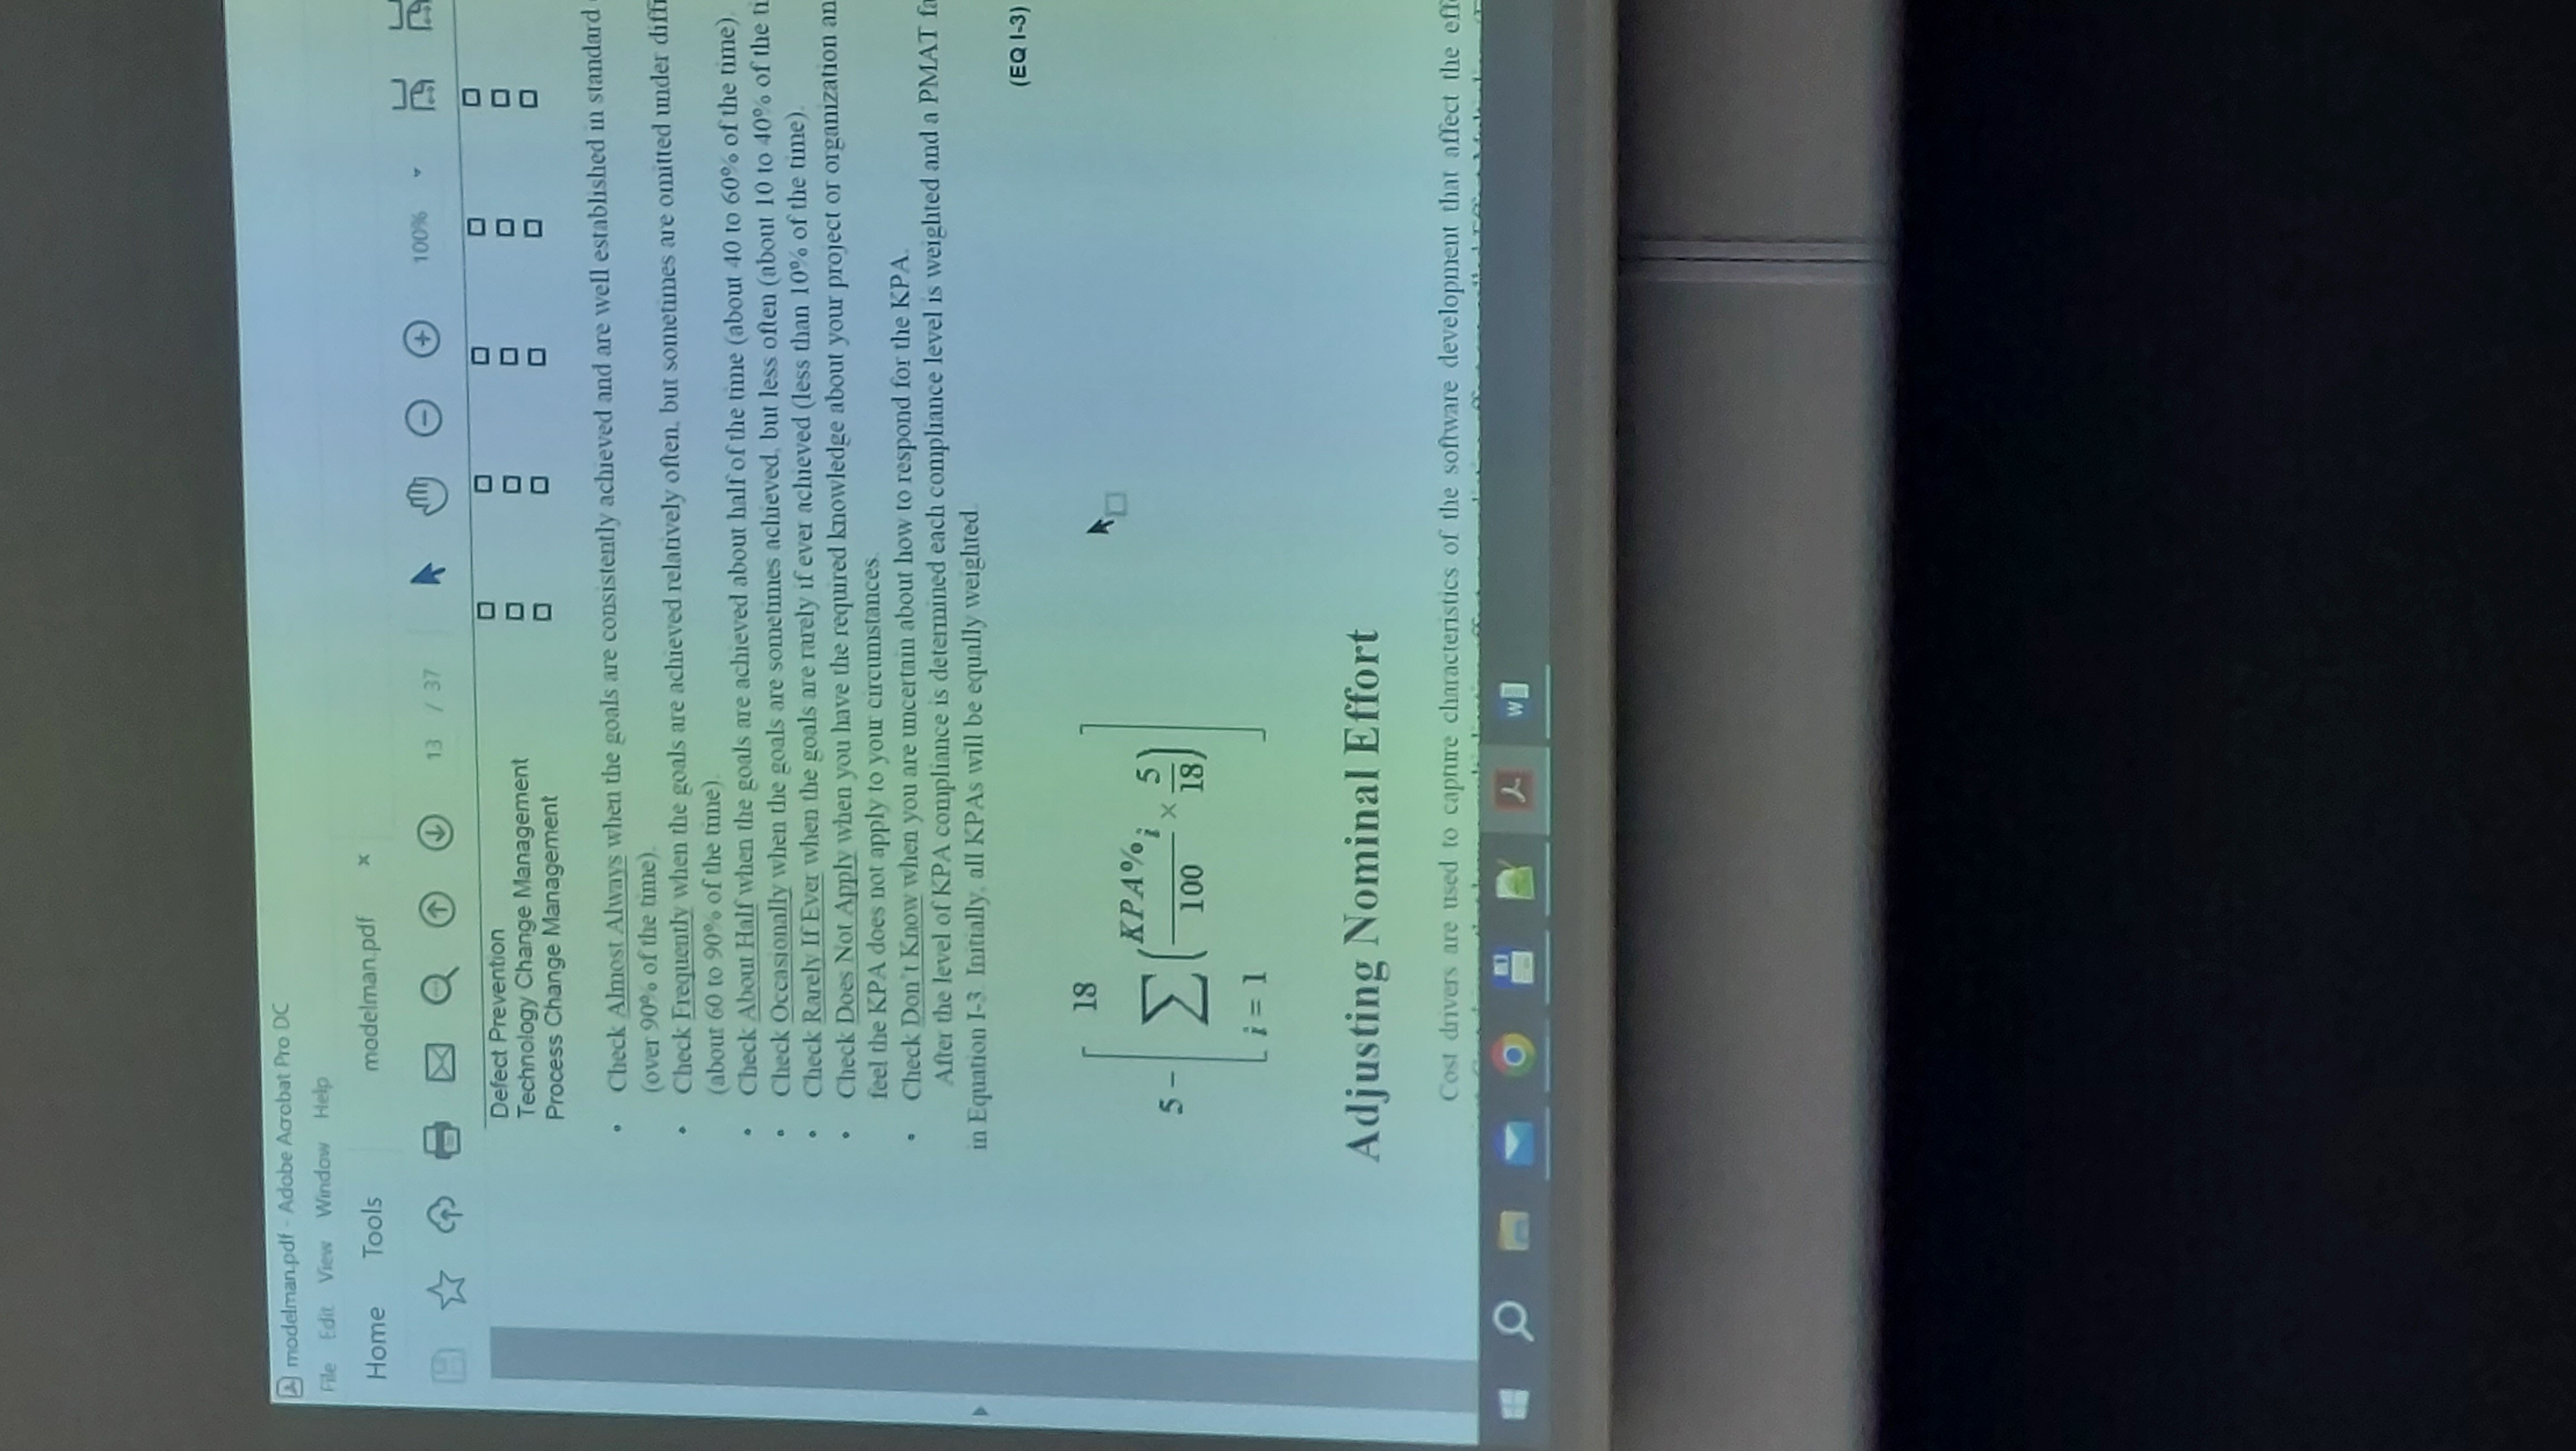 modelman.pdf - Adobe Acrobat Pro DC
File Edit View Window Help
Home Tools modelman.pdf ×
13 / 37 100%
Defect Prevention
Technology Change Management
Process Change Management
• Check Almost Always when the goals are consistently achieved and are well established in standard
(over 90% of the time).
• Check Frequently when the goals are achieved relatively often, but sometimes are omitted under
(about 60 to 90% of the time).
• Check About Half when the goals are achieved about half of the time (about 40 to 60% of the time).
• Check Occasionally when the goals are sometimes achieved, but less often (about 10 to 40% of the
• Check Rarely If Ever when the goals are rarely if ever achieved (less than 10% of the time).
• Check Does Not Apply when you have the required knowledge about your project or organization
feel the KPA does not apply to your circumstances.
• Check Don't Know when you are uncertain about how to respond for the KPA.
After the level of KPA compliance is determined each compliance level is weighted and a PMAT
in Equation I-3. Initially, all KPAs will be equally weighted.
(EQ I-3)
5 - [ 18 ∑ i = 1 ( KPA%i / 100 × 5 / 18 ) ]
Adjusting Nominal Effort
Cost drivers are used to capture characteristics of the software development that affect the
W